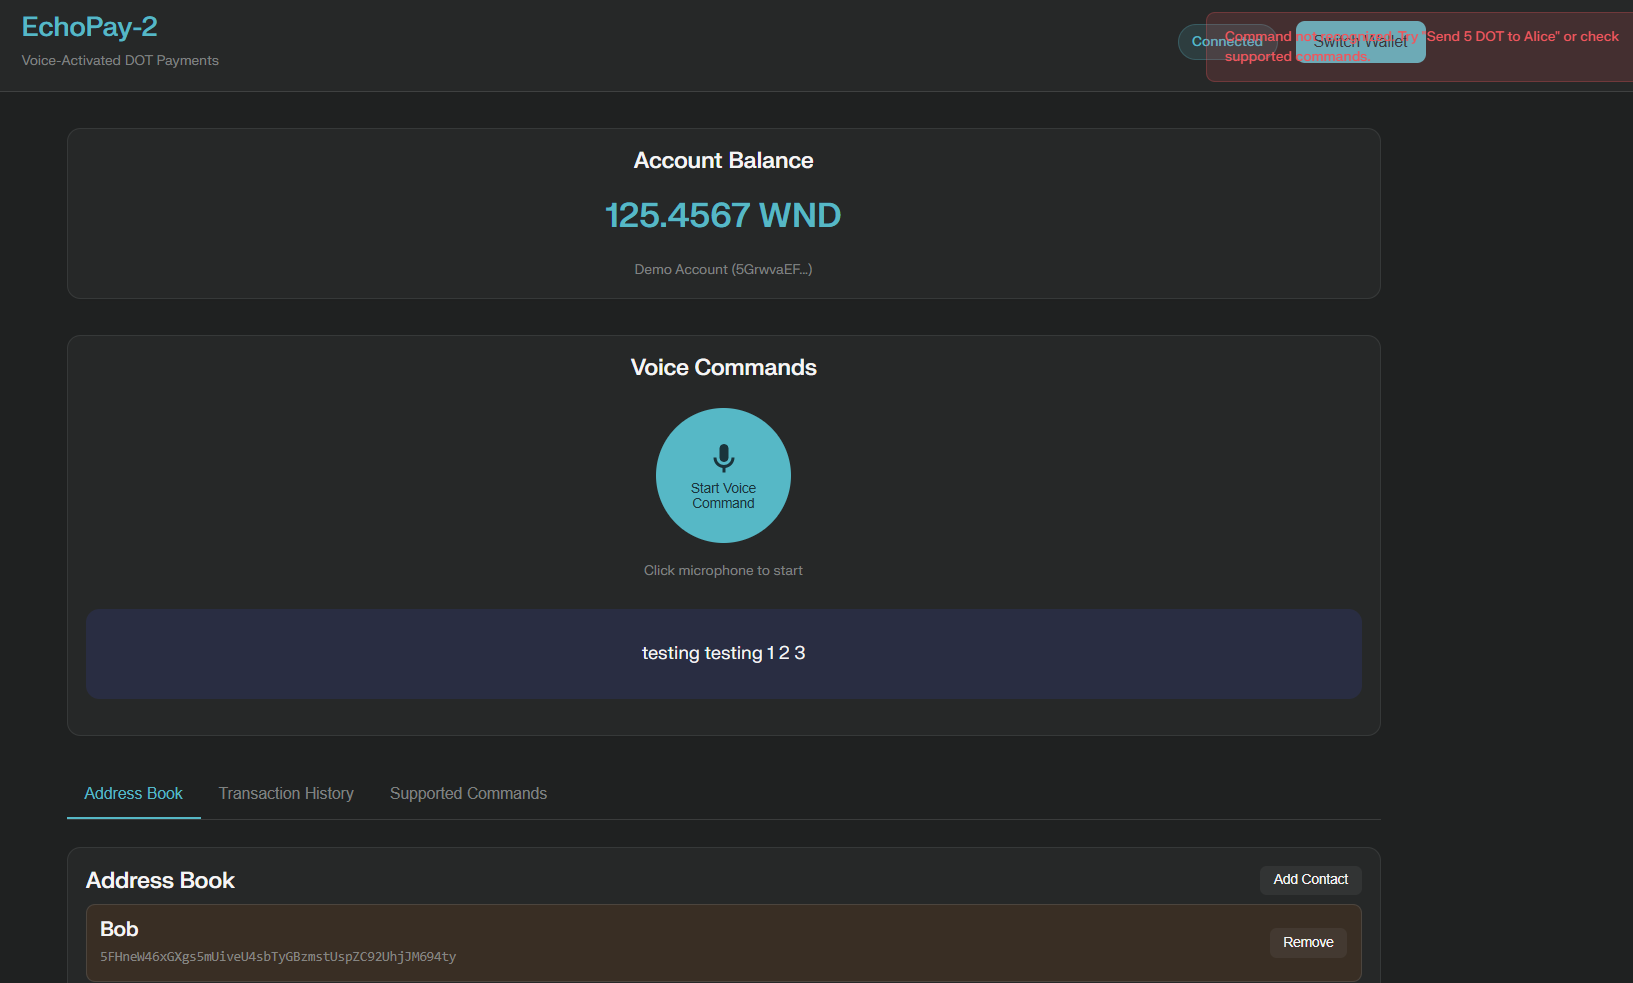 EchoPay-2
Voice-Activated DOT Payments
Connected
Switch Wallet
Command not recognized. Try "Send 5 DOT to Alice" or check
supported commands.
Account Balance
125.4567 WND
Demo Account (5GrwvaEF...)
Voice Commands
Start Voice
Command
Click microphone to start
testing testing 1 2 3
Address Book
Transaction History
Supported Commands
Address Book
Add Contact
Bob
5FHneW46xGXgs5mUiveU4sbTyGBzmstUspZC92UhjJM694ty
Remove